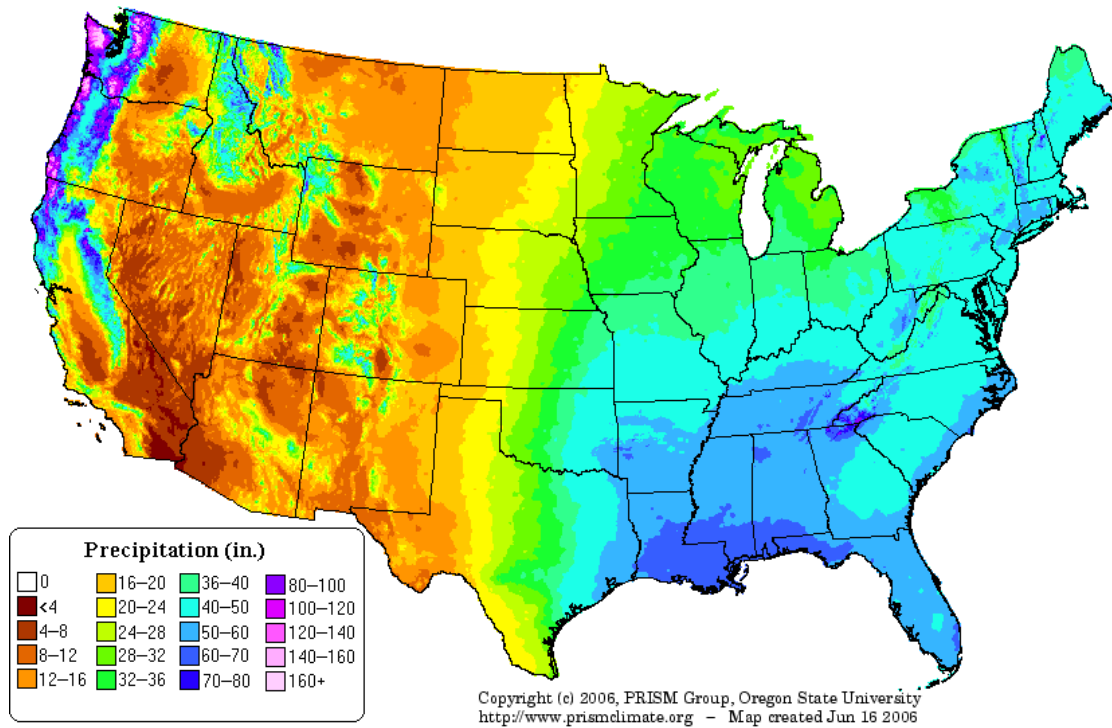 Precipitation (in.)
0 16–20 36–40 80–100
<4 20–24 40–50 100–120
4–8 24–28 50–60 120–140
8–12 28–32 60–70 140–160
12–16 32–36 70–80 160+
Copyright (c) 2006, PRISM Group, Oregon State University
http://www.prismclimate.org – Map created Jun 16 2006